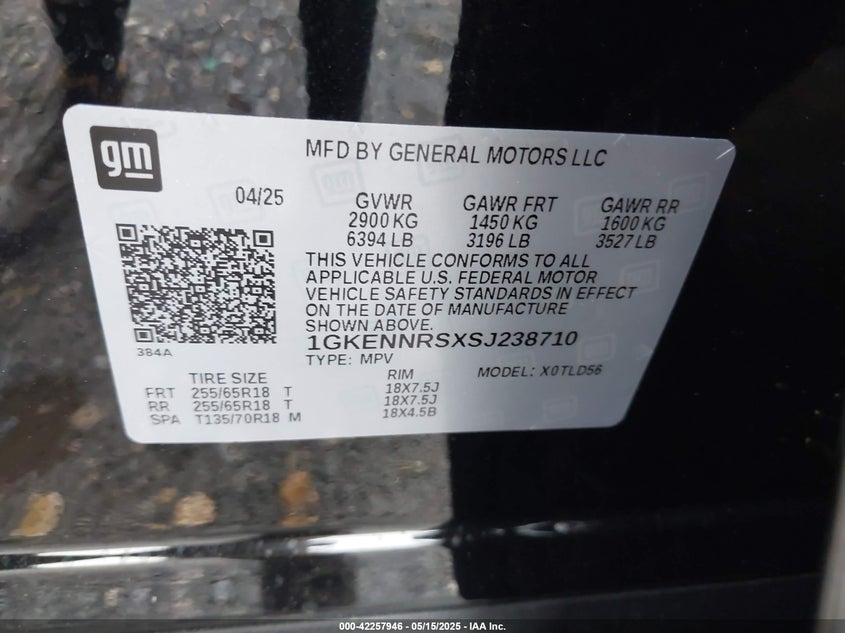 gm
MFD BY GENERAL MOTORS LLC
04/25 GVWR GAWR FRT GAWR RR
2900 KG 1450 KG 1600 KG
6394 LB 3196 LB 3527 LB
THIS VEHICLE CONFORMS TO ALL
APPLICABLE U.S. FEDERAL MOTOR
VEHICLE SAFETY STANDARDS IN EFFECT
ON THE DATE OF MANUFACTURE
SHOWN ABOVE.
384A
1GKENNRSXSJ238710
TYPE: MPV MODEL: X0TLD56
TIRE SIZE RIM
FRT 255/65R18 T 18X7.5J
RR 255/65R18 T 18X7.5J
SPA T135/70R18 M 18X4.5B
000-42257946 - 05/15/2025 - IAA Inc.